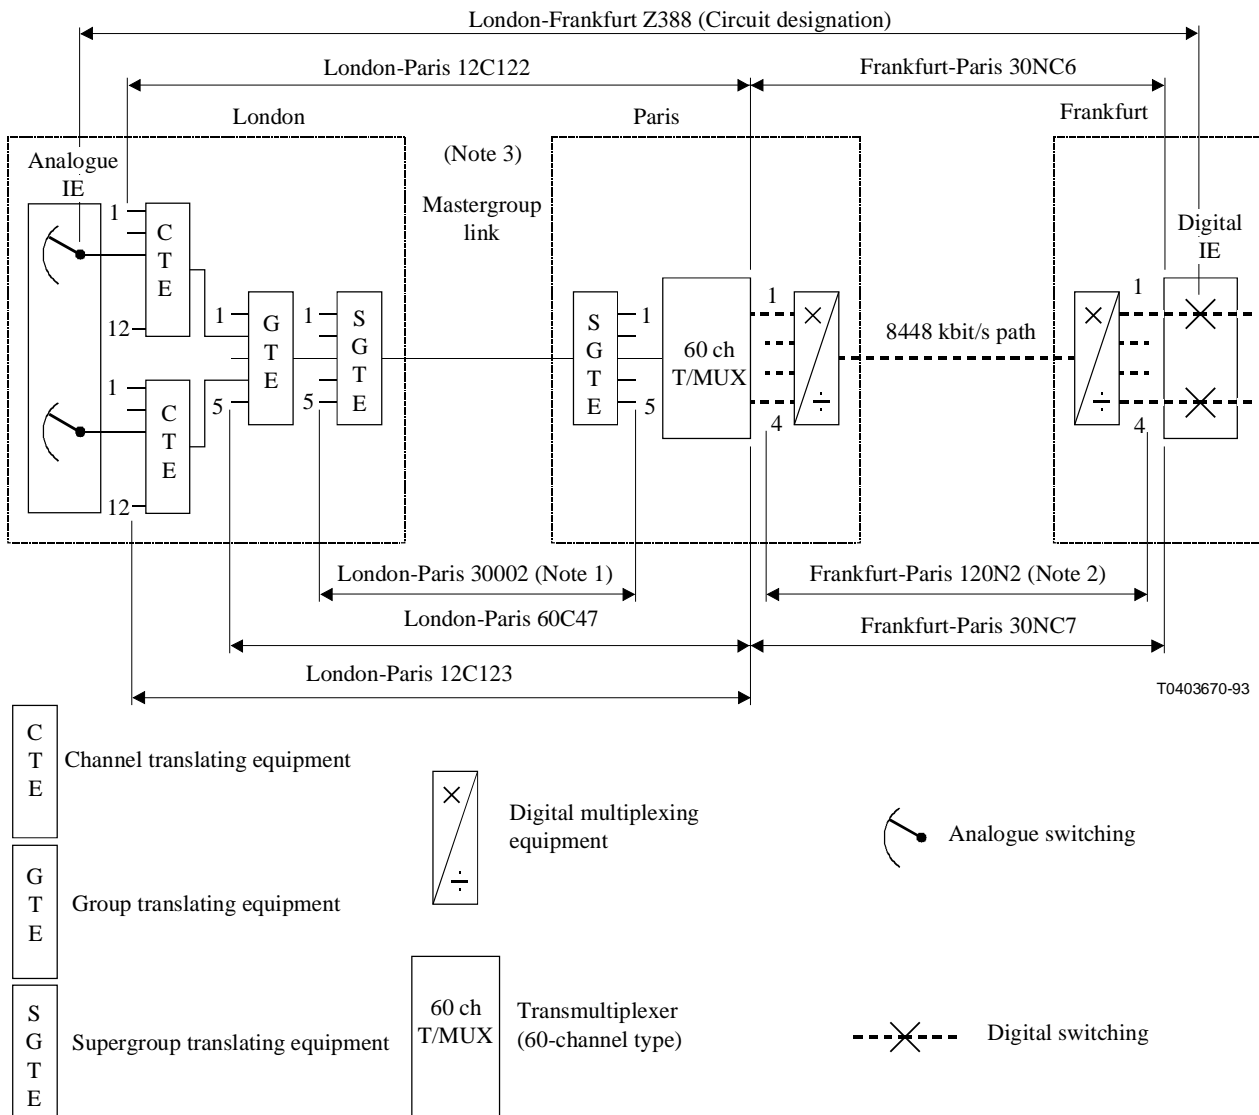 London-Frankfurt Z388 (Circuit designation)
London-Paris 12C122
Frankfurt-Paris 30NC6
London
Paris
Frankfurt
(Note 3)
Analogue
IE
Mastergroup
link
Digital
IE
1
C
T
E
12
1
C
T
E
12
1
G
T
E
5
1
S
G
T
E
5
S
G
T
E
1
5
60 ch
T/MUX
1
×
÷
4
8448 kbit/s path
×
÷
1
4
London-Paris 30002 (Note 1)
Frankfurt-Paris 120N2 (Note 2)
London-Paris 60C47
Frankfurt-Paris 30NC7
London-Paris 12C123
T0403670-93
C
T
E
Channel translating equipment
×
÷
Digital multiplexing
equipment
Analogue switching
G
T
E
Group translating equipment
S
G
T
E
Supergroup translating equipment
60 ch
T/MUX
Transmultiplexer
(60-channel type)
Digital switching